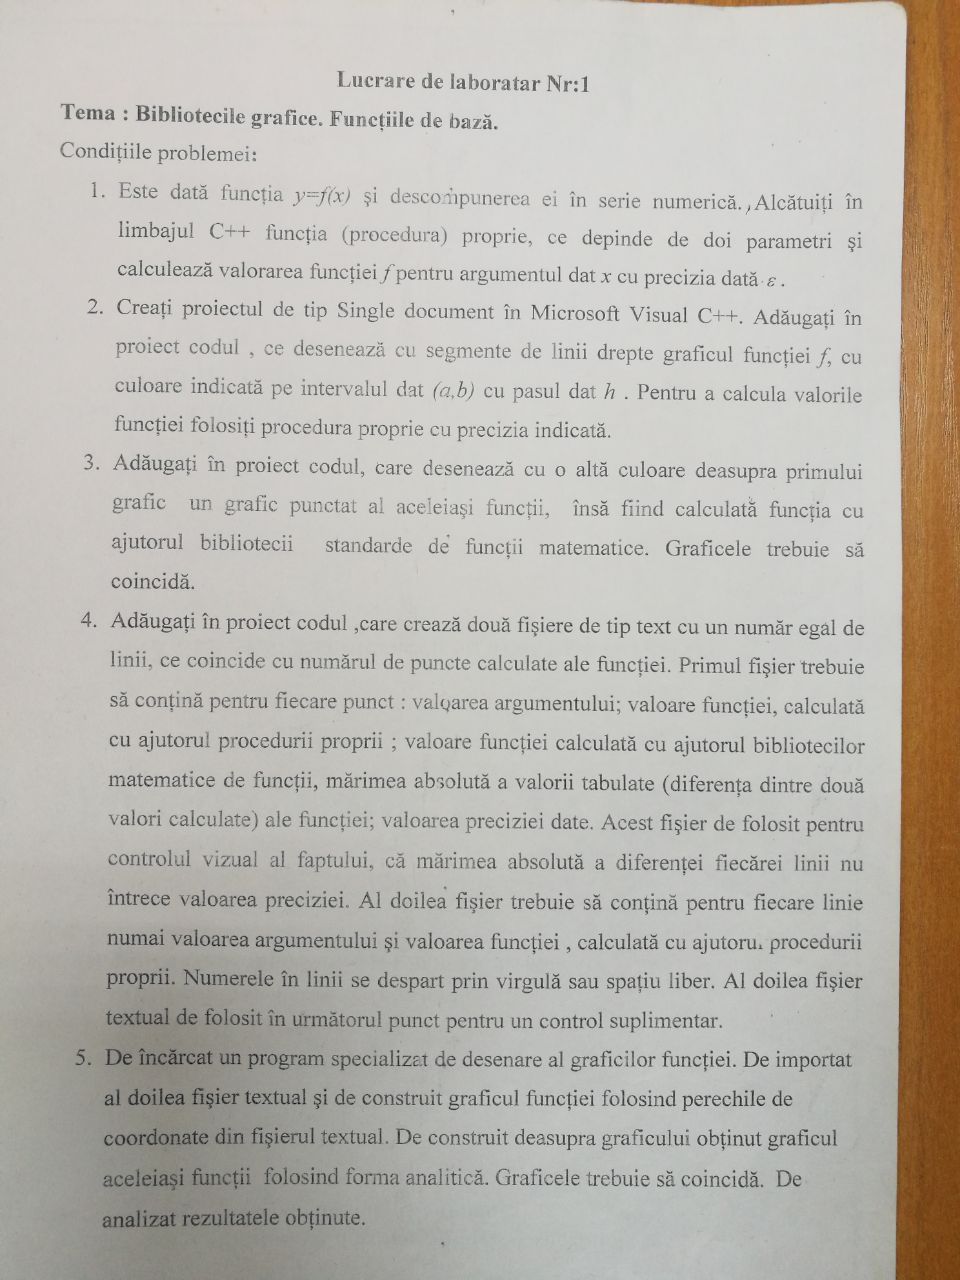 Lucrare de laboratar Nr:1
Tema : Bibliotecile grafice. Funcțiile de bază.
Condițiile problemei:
1. Este dată funcția y=f(x) și descompunerea ei în serie numerică. Alcătuiți în
limbajul C++ funcția (procedura) proprie, ce depinde de doi parametri și
calculează valorarea funcției f pentru argumentul dat x cu precizia dată ε .
2. Creați proiectul de tip Single document în Microsoft Visual C++. Adăugați în
proiect codul , ce desenează cu segmente de linii drepte graficul funcției f, cu
culoare indicată pe intervalul dat (a,b) cu pasul dat h . Pentru a calcula valorile
funcției folosiți procedura proprie cu precizia indicată.
3. Adăugați în proiect codul, care desenează cu o altă culoare deasupra primului
grafic un grafic punctat al aceleiași funcții, însă fiind calculată funcția cu
ajutorul bibliotecii standarde de funcții matematice. Graficele trebuie să
coincidă.
4. Adăugați în proiect codul ,care crează două fişiere de tip text cu un număr egal de
linii, ce coincide cu numărul de puncte calculate ale funcției. Primul fişier trebuie
să conțină pentru fiecare punct : valoarea argumentului; valoare funcției, calculată
cu ajutorul procedurii proprii ; valoare funcției calculată cu ajutorul bibliotecilor
matematice de funcții, mărimea absolută a valorii tabulate (diferența dintre două
valori calculate) ale funcției; valoarea preciziei date. Acest fişier de folosit pentru
controlul vizual al faptului, că mărimea absolută a diferenței fiecărei linii nu
întrece valoarea preciziei. Al doilea fişier trebuie să conțină pentru fiecare linie
numai valoarea argumentului şi valoarea funcției , calculată cu ajutorul procedurii
proprii. Numerele în linii se despart prin virgulă sau spațiu liber. Al doilea fişier
textual de folosit în următorul punct pentru un control suplimentar.
5. De încărcat un program specializat de desenare al graficilor funcției. De importat
al doilea fişier textual şi de construit graficul funcției folosind perechile de
coordonate din fişierul textual. De construit deasupra graficului obținut graficul
aceleiaşi funcții folosind forma analitică. Graficele trebuie să coincidă. De
analizat rezultatele obținute.